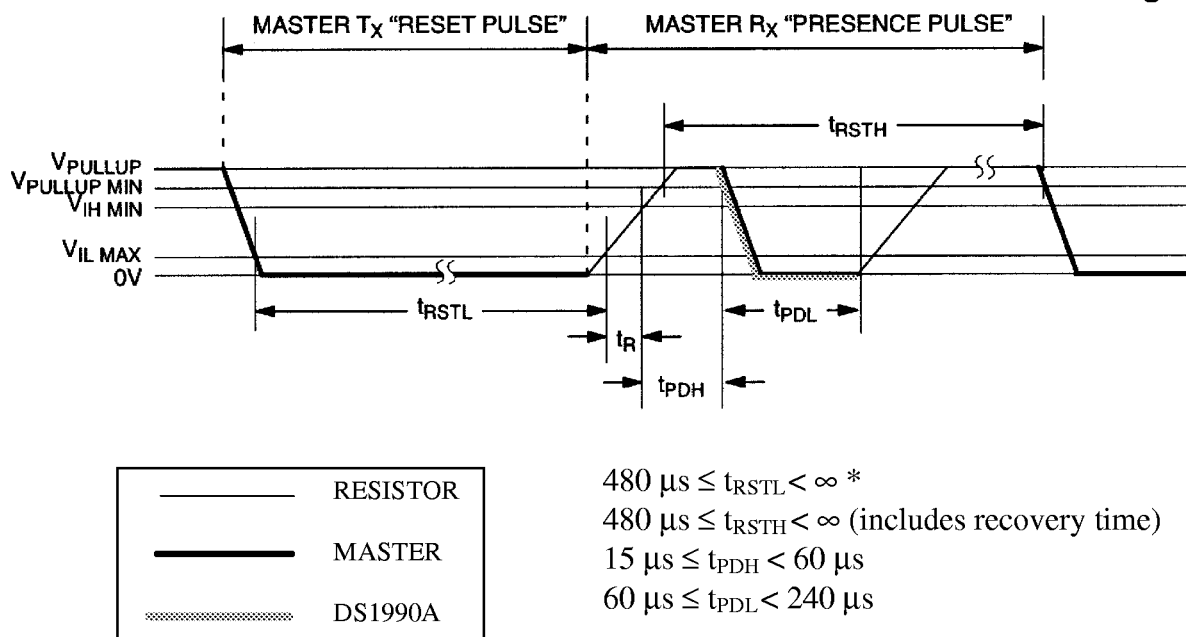 MASTER TX “RESET PULSE” MASTER RX “PRESENCE PULSE”
tRSTH
VPULLUP
VPULLUP MIN
VIH MIN
VIL MAX
0V
tRSTL
tPDL
tR
tPDH
RESISTOR
MASTER
DS1990A
480 μs ≤ tRSTL < ∞ *
480 μs ≤ tRSTH < ∞ (includes recovery time)
15 μs ≤ tPDH < 60 μs
60 μs ≤ tPDL < 240 μs